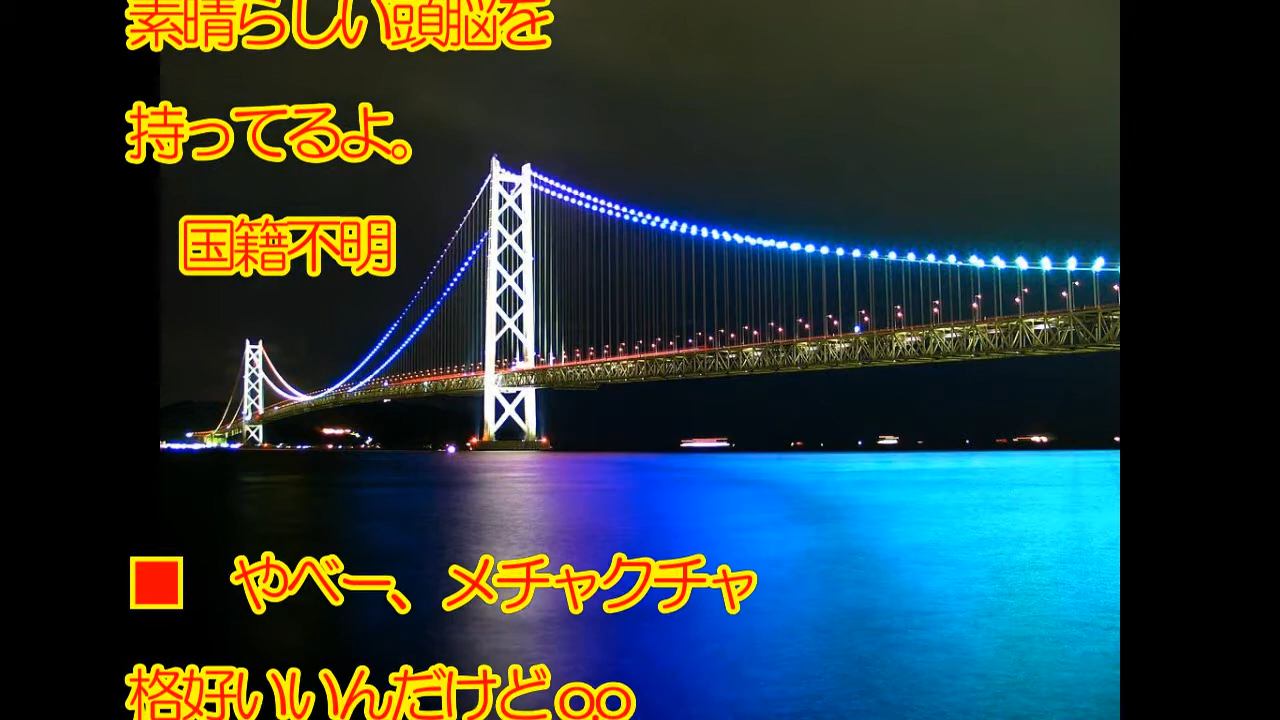 素晴らしい頭脳を
持ってるよ。
国籍不明
■　やべー、メチャクチャ
格好いいんだけど○○